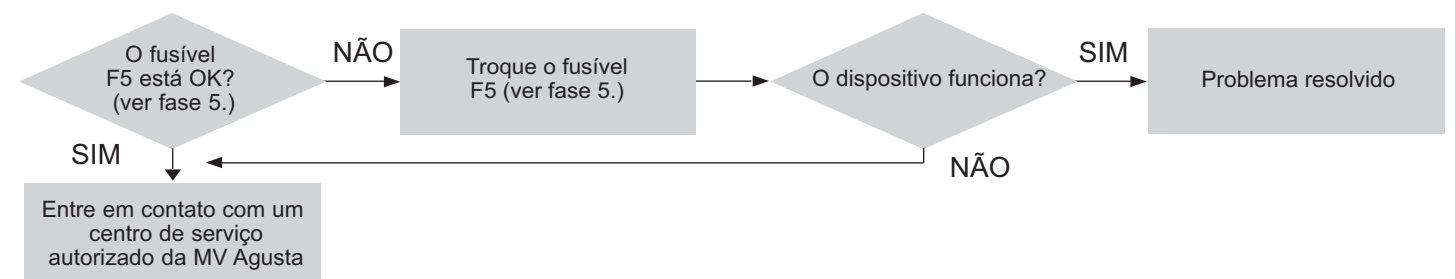 O fusível
F5 está OK?
(ver fase 5.)
NÃO
Troque o fusível
F5 (ver fase 5.)
O dispositivo funciona?
SIM
Problema resolvido
SIM
NÃO
Entre em contato com um
centro de serviço
autorizado da MV Agusta